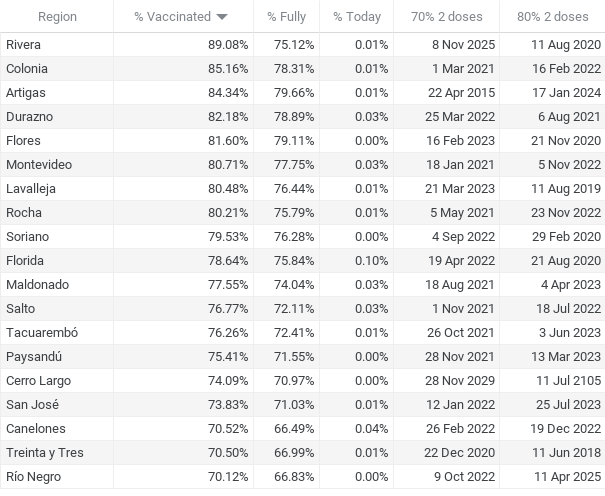 Region % Vaccinated % Fully % Today 70% 2 doses 80% 2 doses
Rivera 89.08% 75.12% 0.01% 8 Nov 2025 11 Aug 2020
Colonia 85.16% 78.31% 0.01% 1 Mar 2021 16 Feb 2022
Artigas 84.34% 79.66% 0.01% 22 Apr 2015 17 Jan 2024
Durazno 82.18% 78.89% 0.03% 25 Mar 2022 6 Aug 2021
Flores 81.60% 79.11% 0.00% 16 Feb 2023 21 Nov 2020
Montevideo 80.71% 77.75% 0.03% 18 Jan 2021 5 Nov 2022
Lavalleja 80.48% 76.44% 0.01% 21 Mar 2023 11 Aug 2019
Rocha 80.21% 75.79% 0.01% 5 May 2021 23 Nov 2022
Soriano 79.53% 76.28% 0.00% 4 Sep 2022 29 Feb 2020
Florida 78.64% 75.84% 0.10% 19 Apr 2022 21 Aug 2020
Maldonado 77.55% 74.04% 0.03% 18 Aug 2021 4 Apr 2023
Salto 76.77% 72.11% 0.03% 1 Nov 2021 18 Jul 2022
Tacuarembó 76.26% 72.41% 0.01% 26 Oct 2021 3 Jun 2023
Paysandú 75.41% 71.55% 0.00% 28 Nov 2021 13 Mar 2023
Cerro Largo 74.09% 70.97% 0.00% 28 Nov 2029 11 Jul 2105
San José 73.83% 71.03% 0.01% 12 Jan 2022 25 Jul 2023
Canelones 70.52% 66.49% 0.04% 26 Feb 2022 19 Dec 2022
Treinta y Tres 70.50% 66.99% 0.01% 22 Dec 2020 11 Jun 2018
Río Negro 70.12% 66.83% 0.00% 9 Oct 2022 11 Apr 2025